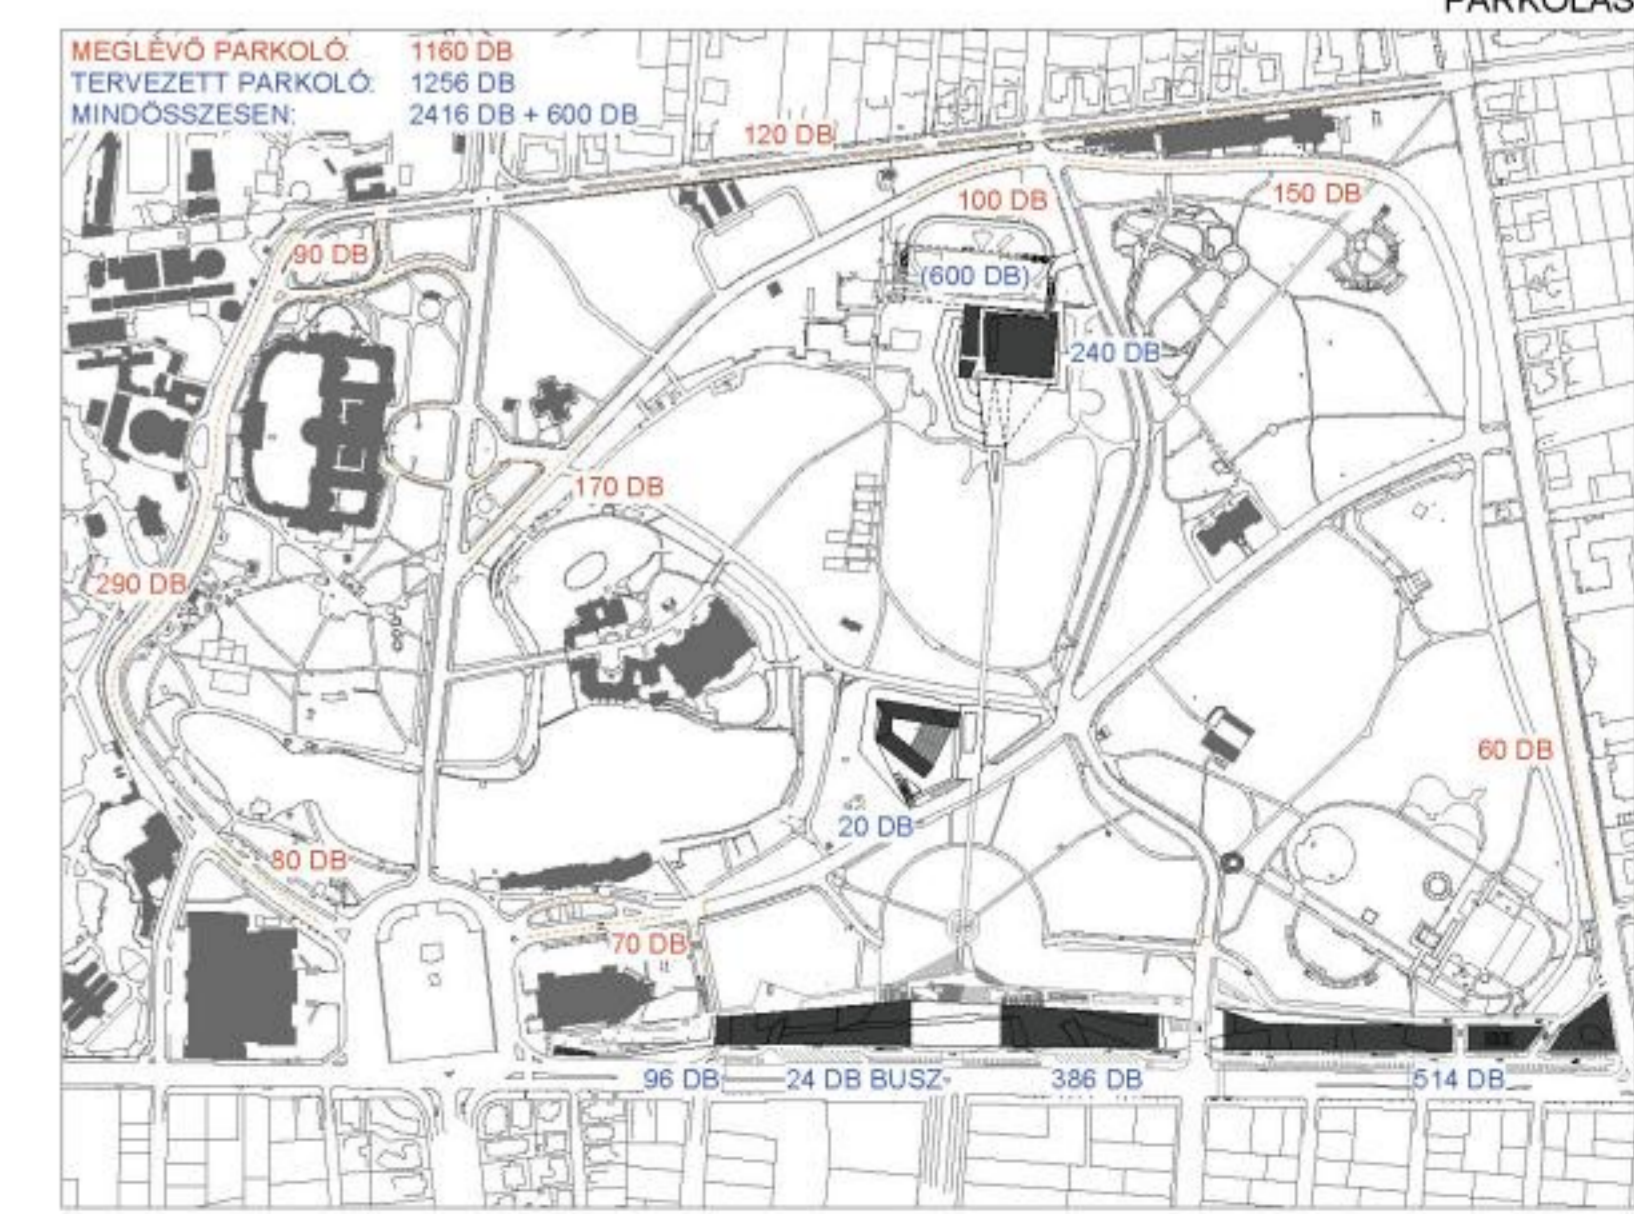 PARKOLÁS
MEGLÉVŐ PARKOLÓ: 1160 DB
TERVEZETT PARKOLÓ: 1256 DB
MINDÖSSZESEN: 2416 DB + 600 DB
120 DB
150 DB
100 DB
90 DB
(600 DB)
240 DB
170 DB
290 DB
60 DB
20 DB
80 DB
70 DB
96 DB
24 DB BUSZ
386 DB
514 DB